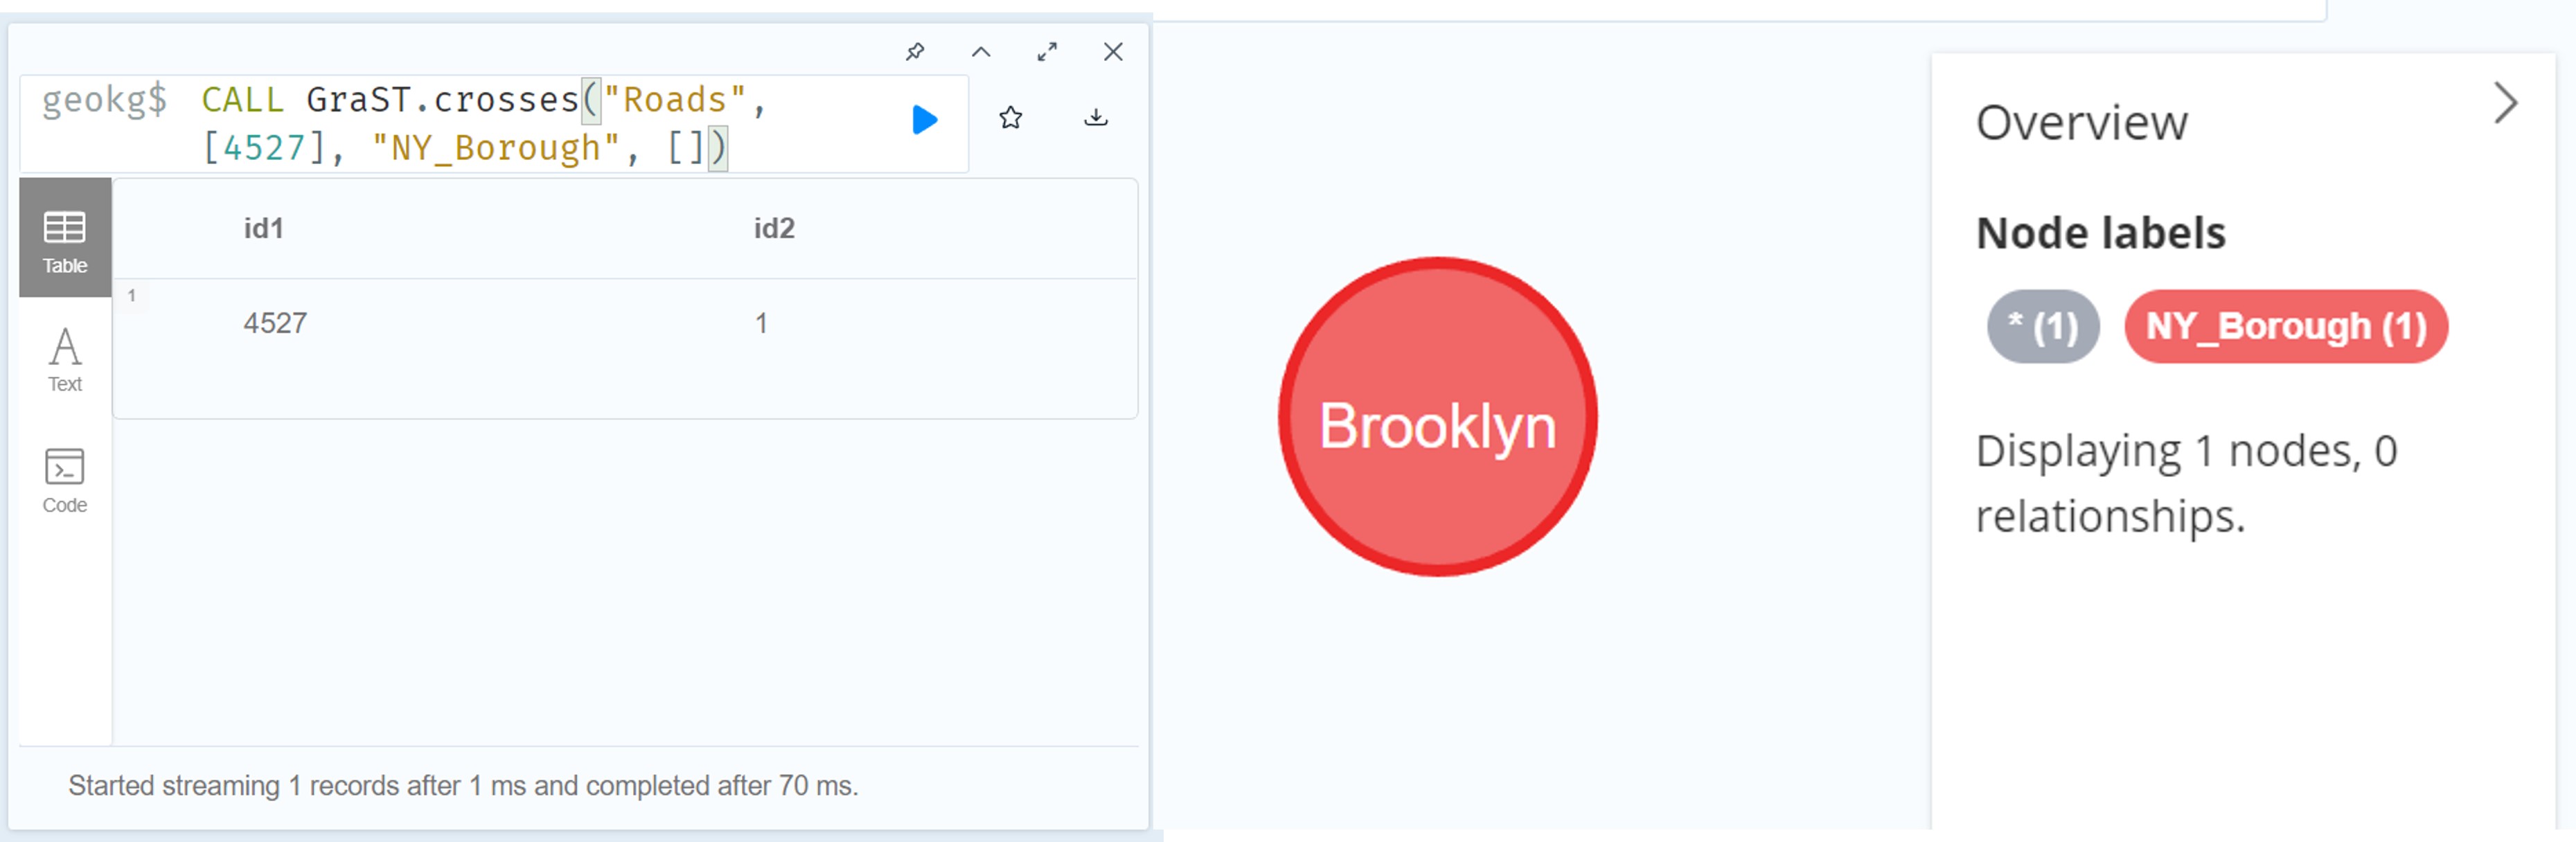 geokg$ CALL GraST.crosses("Roads",
[4527], "NY_Borough", [])
Table
Text
Code
id1 id2
1
4527 1
Started streaming 1 records after 1 ms and completed after 70 ms.
Brooklyn
Overview
Node labels
* (1) NY_Borough (1)
Displaying 1 nodes, 0
relationships.